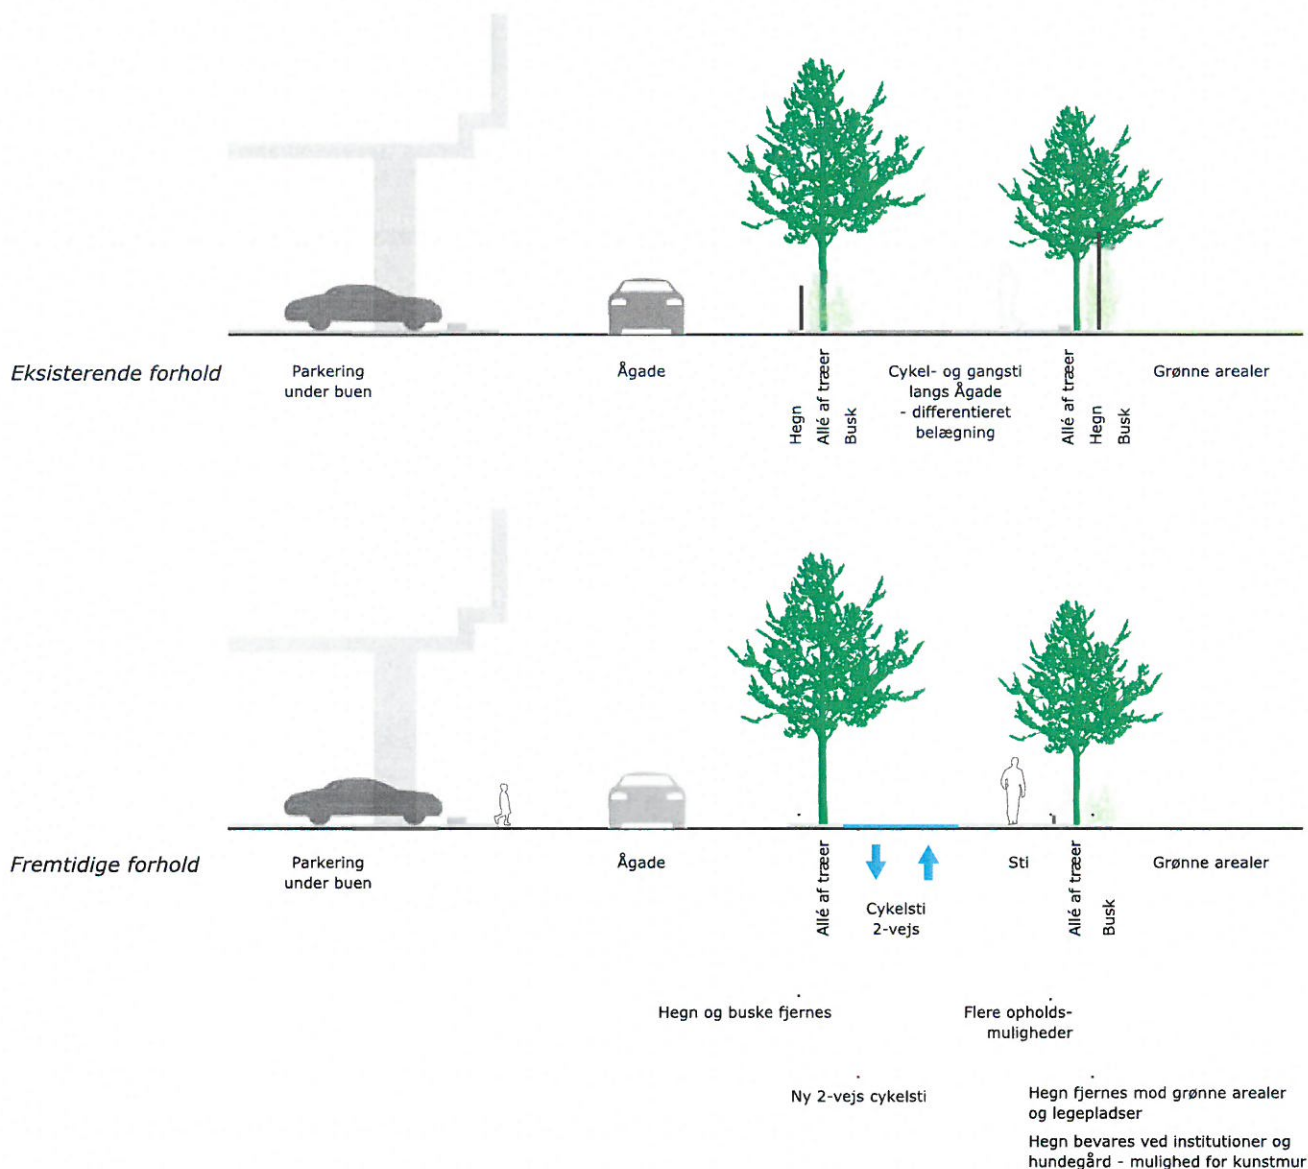 Eksisterende forhold
Parkering
under buen
Ågade
Hegn
Allé af træer
Busk
Cykel- og gangsti
langs Ågade
- differentieret
belægning
Allé af træer
Hegn
Busk
Grønne arealer
Fremtidige forhold
Parkering
under buen
Ågade
Allé af træer
Cykelsti
2-vejs
Sti
Allé af træer
Busk
Grønne arealer
Hegn og buske fjernes
Flere opholds-
muligheder
Ny 2-vejs cykelsti
Hegn fjernes mod grønne arealer
og legepladser
Hegn bevares ved institutioner og
hundegård - mulighed for kunstmur